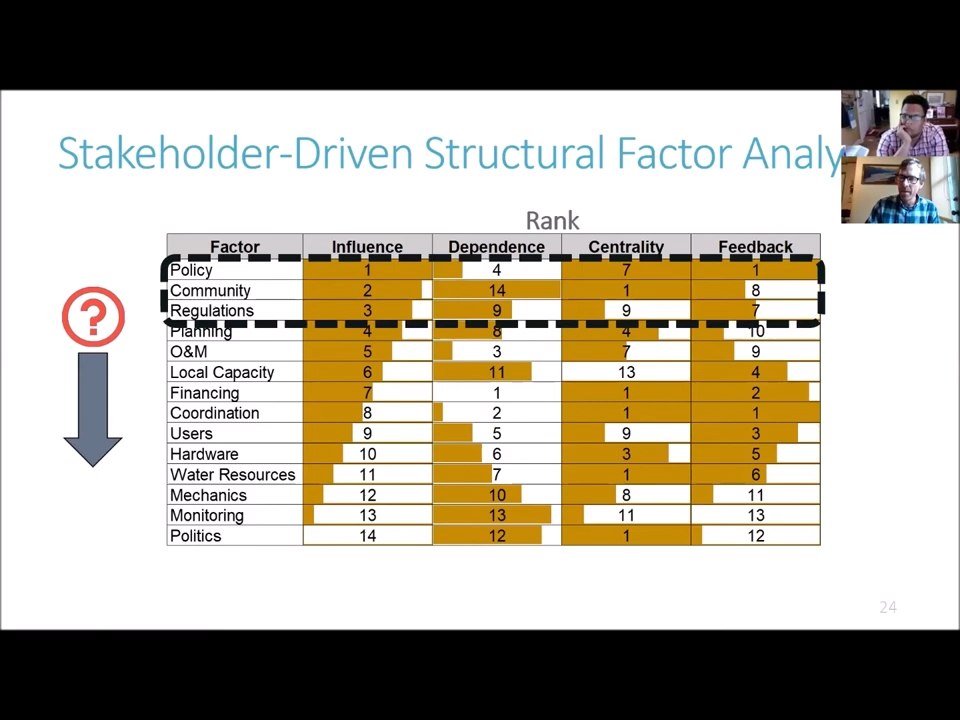 Stakeholder-Driven Structural Factor Analy
Rank
Factor Influence Dependence Centrality Feedback
Policy 1 4 7 1
Community 2 14 1 8
Regulations 3 9 9 7
Planning 4 8 4 10
O&M 5 3 7 9
Local Capacity 6 11 13 4
Financing 7 1 1 2
Coordination 8 2 1 1
Users 9 5 9 3
Hardware 10 6 3 5
Water Resources 11 7 1 6
Mechanics 12 10 8 11
Monitoring 13 13 11 13
Politics 14 12 1 12
?
24